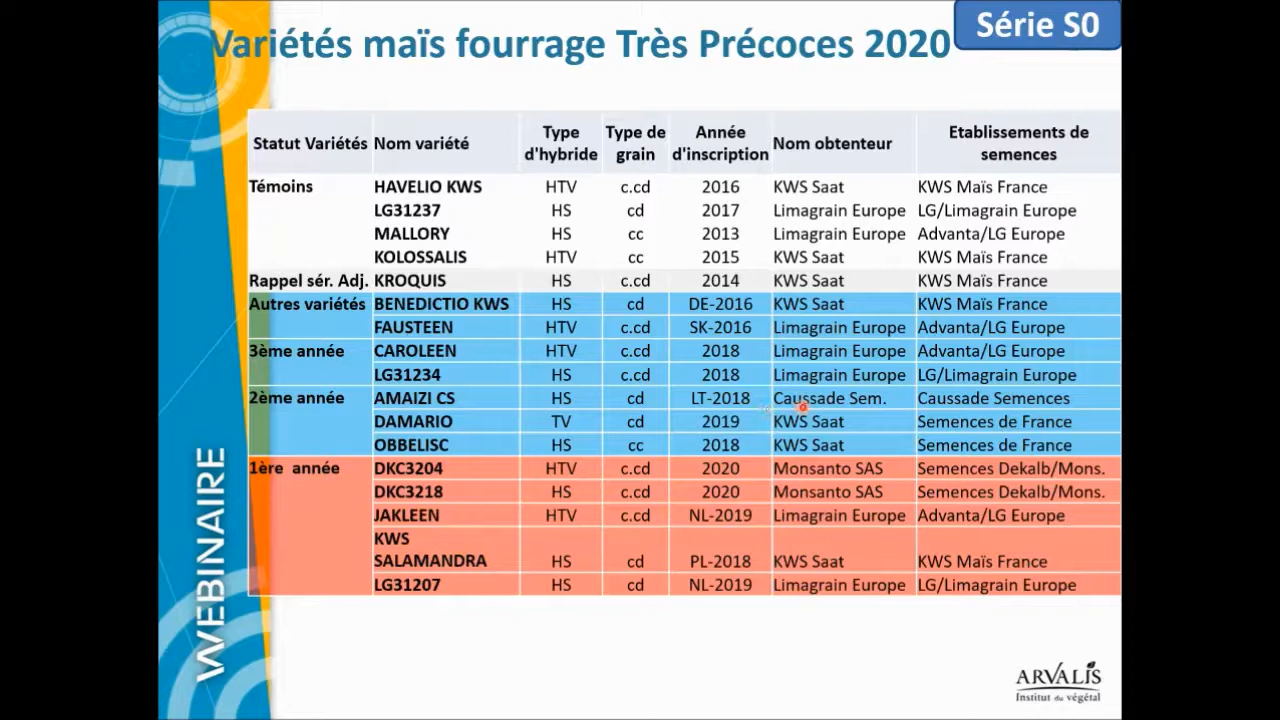 Série S0
Variétés maïs fourrage Très Précoces 2020
Statut Variétés Nom variété Type d'hybride Type de grain Année d'inscription Nom obtenteur Etablissements de semences
Témoins HAVELIO KWS HTV c.cd 2016 KWS Saat KWS Maïs France
LG31237 HS cd 2017 Limagrain Europe LG/Limagrain Europe
MALLORY HS cc 2013 Limagrain Europe Advanta/LG Europe
KOLOSSALIS HTV cc 2015 KWS Saat KWS Maïs France
Rappel sér. Adj. KROQUIS HS c.cd 2014 KWS Saat KWS Maïs France
Autres variétés BENEDICTIO KWS HS cd DE-2016 KWS Saat KWS Maïs France
FAUSTEEN HTV c.cd SK-2016 Limagrain Europe Advanta/LG Europe
3ème année CAROLEEN HTV c.cd 2018 Limagrain Europe Advanta/LG Europe
LG31234 HS c.cd 2018 Limagrain Europe LG/Limagrain Europe
2ème année AMAIZI CS HS cd LT-2018 Caussade Sem. Caussade Semences
DAMARIO TV cd 2019 KWS Saat Semences de France
OBBELISC HS cc 2018 KWS Saat Semences de France
1ère année DKC3204 HTV c.cd 2020 Monsanto SAS Semences Dekalb/Mons.
DKC3218 HS c.cd 2020 Monsanto SAS Semences Dekalb/Mons.
JAKLEEN HTV c.cd NL-2019 Limagrain Europe Advanta/LG Europe
KWS
SALAMANDRA HS cd PL-2018 KWS Saat KWS Maïs France
LG31207 HS cd NL-2019 Limagrain Europe LG/Limagrain Europe
WEBINAIRE
ARVALIS
Institut du végétal